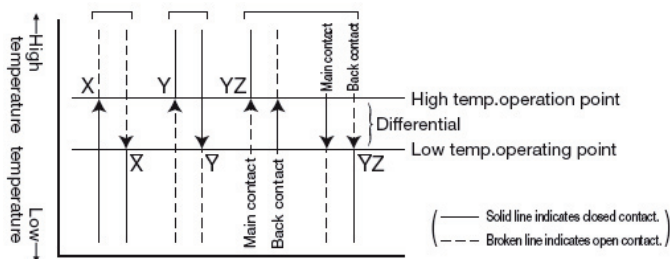 ←High temperature
temperature Low→
X Y YZ
Main contact
Back contact
High temp.operation point
Differential
Low temp.operating point
X̄ Ȳ ȲZ
Main contact
Back contact
Solid line indicates closed contact.
Broken line indicates open contact.